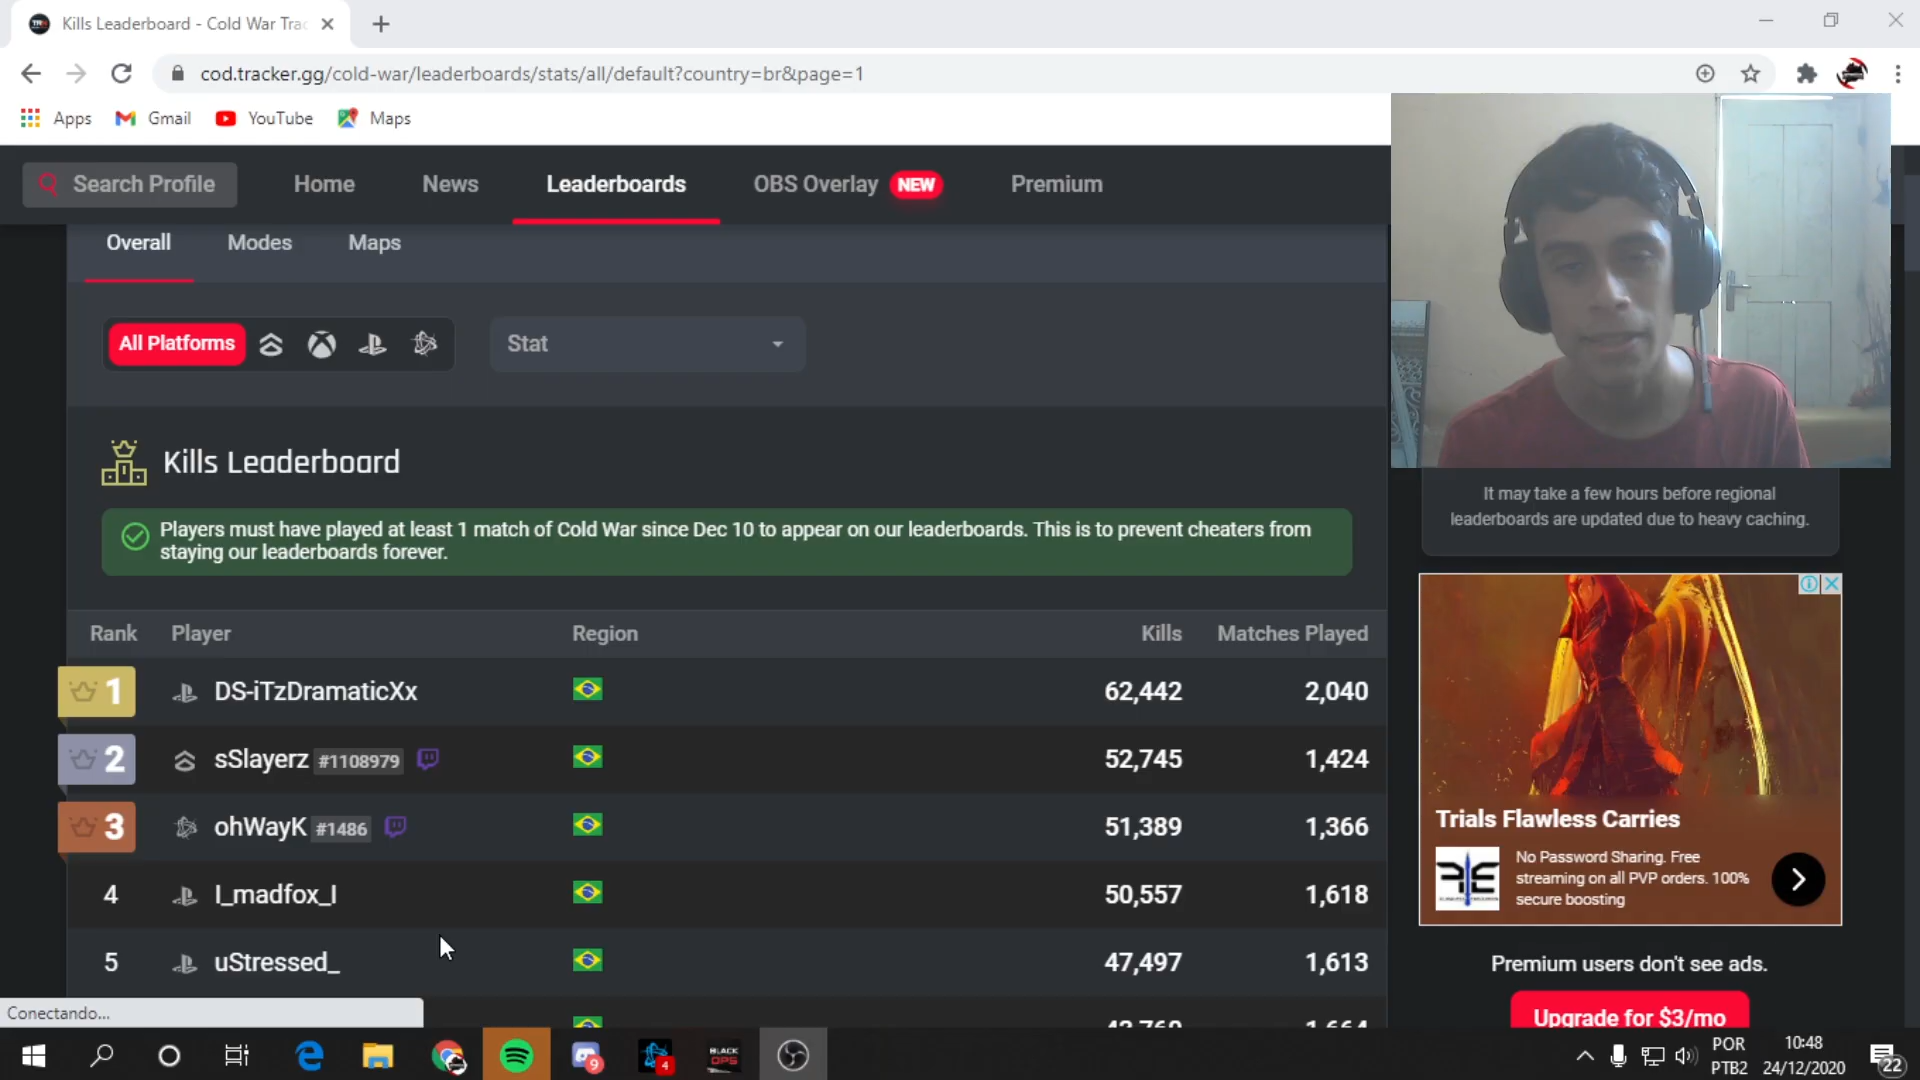 Kills Leaderboard - Cold War Trac
cod.tracker.gg/cold-war/leaderboards/stats/all/default?country=br&page=1
Apps Gmail YouTube Maps
Search Profile Home News Leaderboards OBS Overlay NEW Premium
Overall Modes Maps
All Platforms Stat
Kills Leaderboard
Players must have played at least 1 match of Cold War since Dec 10 to appear on our leaderboards. This is to prevent cheaters from
staying our leaderboards forever.
Rank Player Region Kills Matches Played
1 DS-iTzDramaticXx 62,442 2,040
2 sSlayerz #1108979 52,745 1,424
3 ohWayK #1486 51,389 1,366
4 I_madfox_I 50,557 1,618
5 uStressed_ 47,497 1,613
It may take a few hours before regional
leaderboards are updated due to heavy caching.
Trials Flawless Carries
No Password Sharing. Free
streaming on all PVP orders. 100%
secure boosting
Premium users don't see ads.
Upgrade for $3/mo
Conectando...
9
4
BLACK
OPS
POR
PTB2
10:48
24/12/2020
22